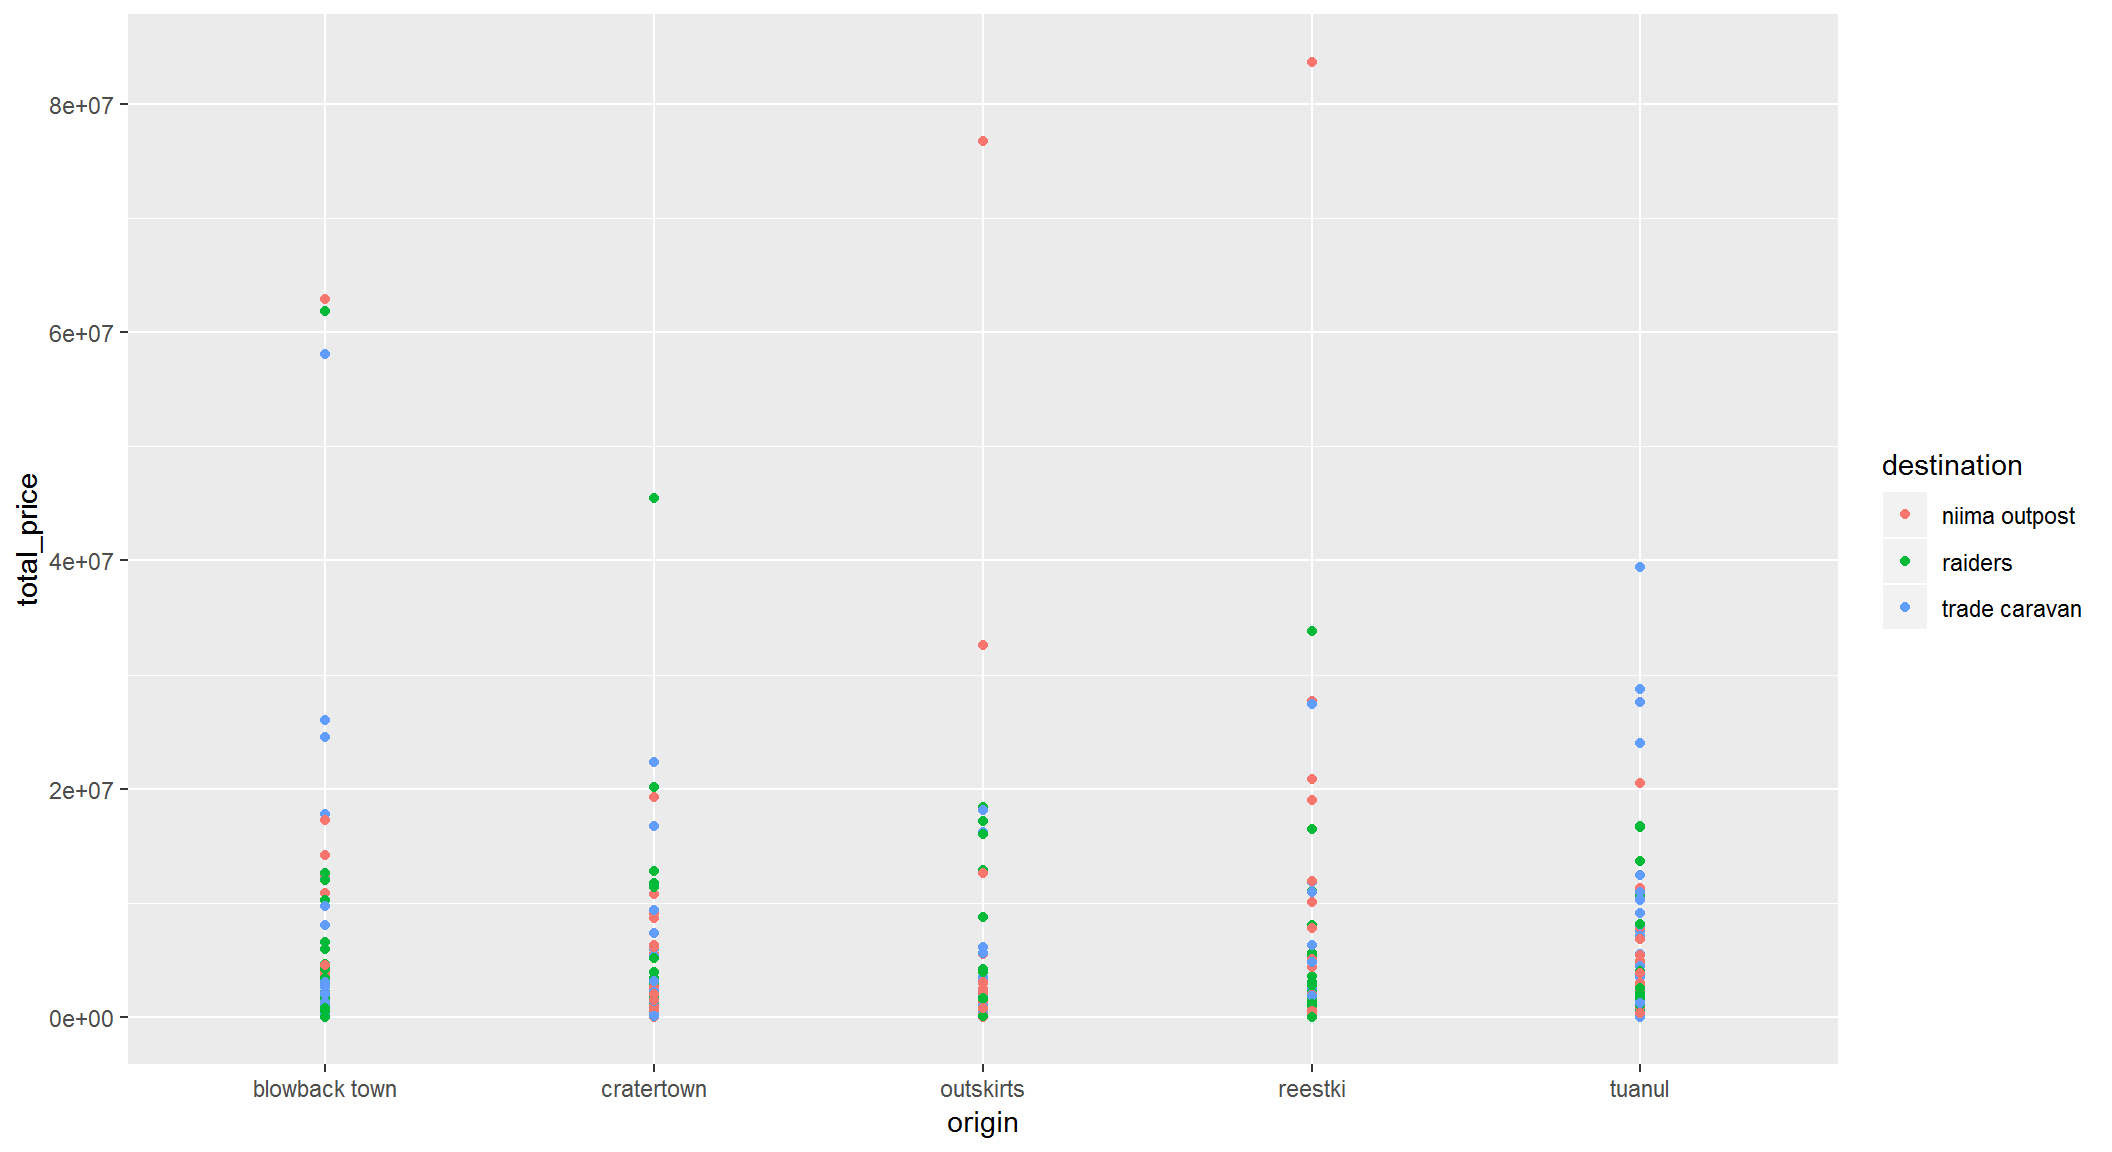 8e+07
6e+07
4e+07
2e+07
0e+00
total_price
blowback town
cratertown
outskirts
reestki
tuanul
origin
destination
niima outpost
raiders
trade caravan